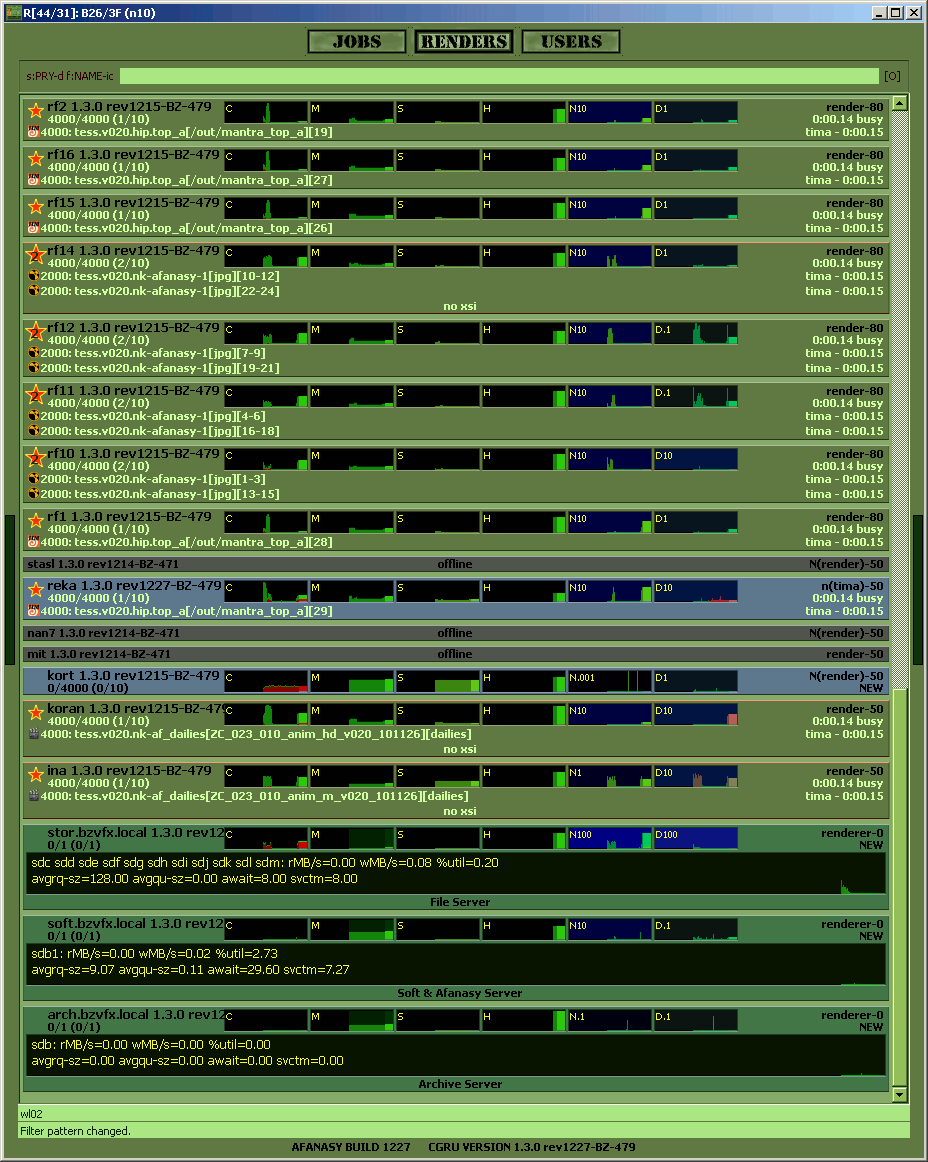 R[44/31]: B26/3F (n10)
JOBS RENDERS USERS
s:PRY-d f:NAME-ic [O]
rf2 1.3.0 rev1215-BZ-479 C M S H N10 D1 render-80
4000/4000 (1/10) 0:00.14 busy
4000: tess.v020.hip.top_a[/out/mantra_top_a][19] tima - 0:00.15
rf16 1.3.0 rev1215-BZ-479 C M S H N10 D1 render-80
4000/4000 (1/10) 0:00.14 busy
4000: tess.v020.hip.top_a[/out/mantra_top_a][27] tima - 0:00.15
rf15 1.3.0 rev1215-BZ-479 C M S H N10 D1 render-80
4000/4000 (1/10) 0:00.14 busy
4000: tess.v020.hip.top_a[/out/mantra_top_a][26] tima - 0:00.15
2 rf14 1.3.0 rev1215-BZ-479 C M S H N10 D1 render-80
4000/4000 (2/10) 0:00.14 busy
2000: tess.v020.nk-afanasy-1[jpg][10-12] tima - 0:00.15
2000: tess.v020.nk-afanasy-1[jpg][22-24] tima - 0:00.15
no xsi
2 rf12 1.3.0 rev1215-BZ-479 C M S H N10 D.1 render-80
4000/4000 (2/10) 0:00.14 busy
2000: tess.v020.nk-afanasy-1[jpg][7-9] tima - 0:00.15
2000: tess.v020.nk-afanasy-1[jpg][19-21] tima - 0:00.15
2 rf11 1.3.0 rev1215-BZ-479 C M S H N10 D.1 render-80
4000/4000 (2/10) 0:00.14 busy
2000: tess.v020.nk-afanasy-1[jpg][4-6] tima - 0:00.15
2000: tess.v020.nk-afanasy-1[jpg][16-18] tima - 0:00.15
2 rf10 1.3.0 rev1215-BZ-479 C M S H N10 D10 render-80
4000/4000 (2/10) 0:00.14 busy
2000: tess.v020.nk-afanasy-1[jpg][1-3] tima - 0:00.15
2000: tess.v020.nk-afanasy-1[jpg][13-15] tima - 0:00.15
rf1 1.3.0 rev1215-BZ-479 C M S H N10 D1 render-80
4000/4000 (1/10) 0:00.14 busy
4000: tess.v020.hip.top_a[/out/mantra_top_a][28] tima - 0:00.15
stasl 1.3.0 rev1214-BZ-471 offline N(render)-50
reka 1.3.0 rev1227-BZ-479 C M S H N10 D10 n(tima)-50
4000/4000 (1/10) 0:00.14 busy
4000: tess.v020.hip.top_a[/out/mantra_top_a][29] tima - 0:00.15
nan7 1.3.0 rev1214-BZ-471 offline N(render)-50
mit 1.3.0 rev1214-BZ-471 offline render-50
kort 1.3.0 rev1215-BZ-479 C M S H N.001 D1 N(render)-50
0/4000 (0/10) NEW
koran 1.3.0 rev1215-BZ-479 C M S H N10 D10 render-50
4000/4000 (1/10) 0:00.14 busy
4000: tess.v020.nk-af_dailies[ZC_023_010_anim_hd_v020_101126][dailies] tima - 0:00.15
no xsi
ina 1.3.0 rev1215-BZ-479 C M S H N1 D10 render-50
4000/4000 (1/10) 0:00.14 busy
4000: tess.v020.nk-af_dailies[ZC_023_010_anim_m_v020_101126][dailies] tima - 0:00.15
no xsi
stor.bzvfx.local 1.3.0 rev12 C M S H N100 D100 renderer-0
0/1 (0/1) NEW
sdc sdd sde sdf sdg sdh sdi sdj sdk sdl sdm: rMB/s=0.00 wMB/s=0.08 %util=0.20
avgrq-sz=128.00 avgqu-sz=0.00 await=8.00 svctm=8.00
File Server
soft.bzvfx.local 1.3.0 rev12 C M S H N10 D.1 renderer-0
0/1 (0/1) NEW
sdb1: rMB/s=0.00 wMB/s=0.02 %util=2.73
avgrq-sz=9.07 avgqu-sz=0.11 await=29.60 svctm=7.27
Soft & Afanasy Server
arch.bzvfx.local 1.3.0 rev12 C M S H N.1 D.1 renderer-0
0/1 (0/1) NEW
sdb: rMB/s=0.00 wMB/s=0.00 %util=0.00
avgrq-sz=0.00 avgqu-sz=0.00 await=0.00 svctm=0.00
Archive Server
wl02
Filter pattern changed.
AFANASY BUILD 1227 CGRU VERSION 1.3.0 rev1227-BZ-479